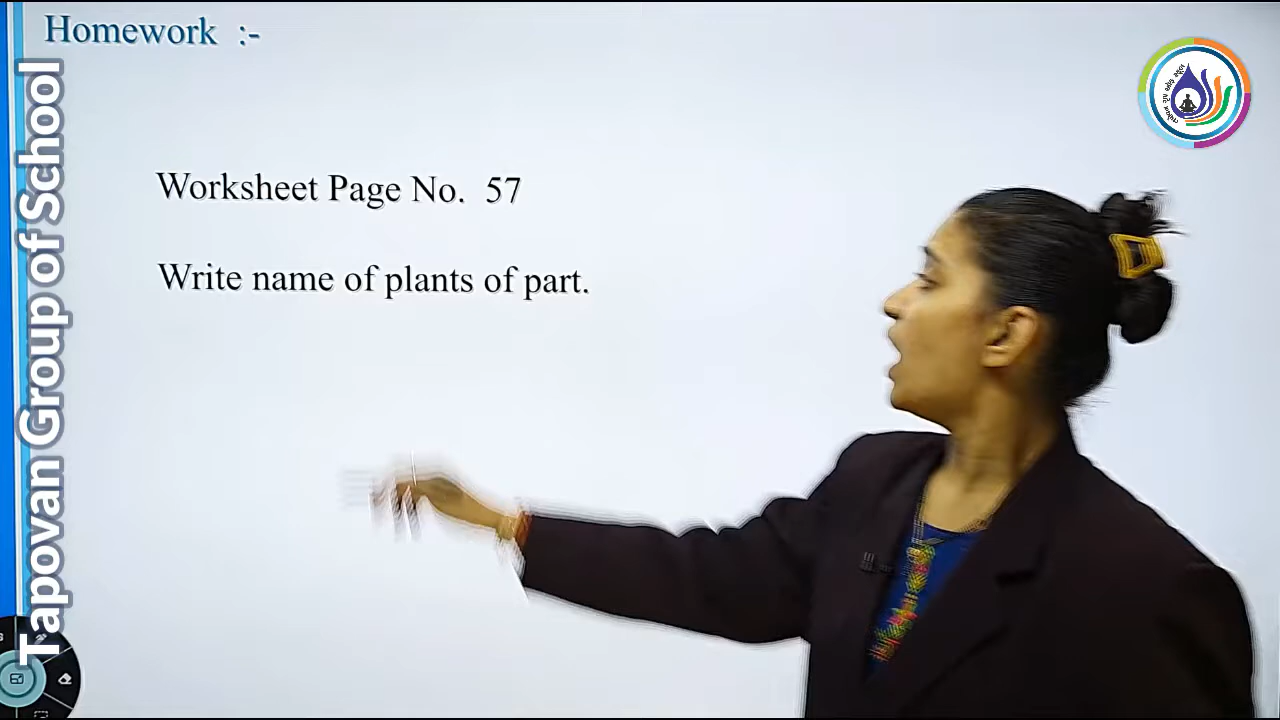 Homework :-
Tapovan Group of School
Worksheet Page No. 57
Write name of plants of part.